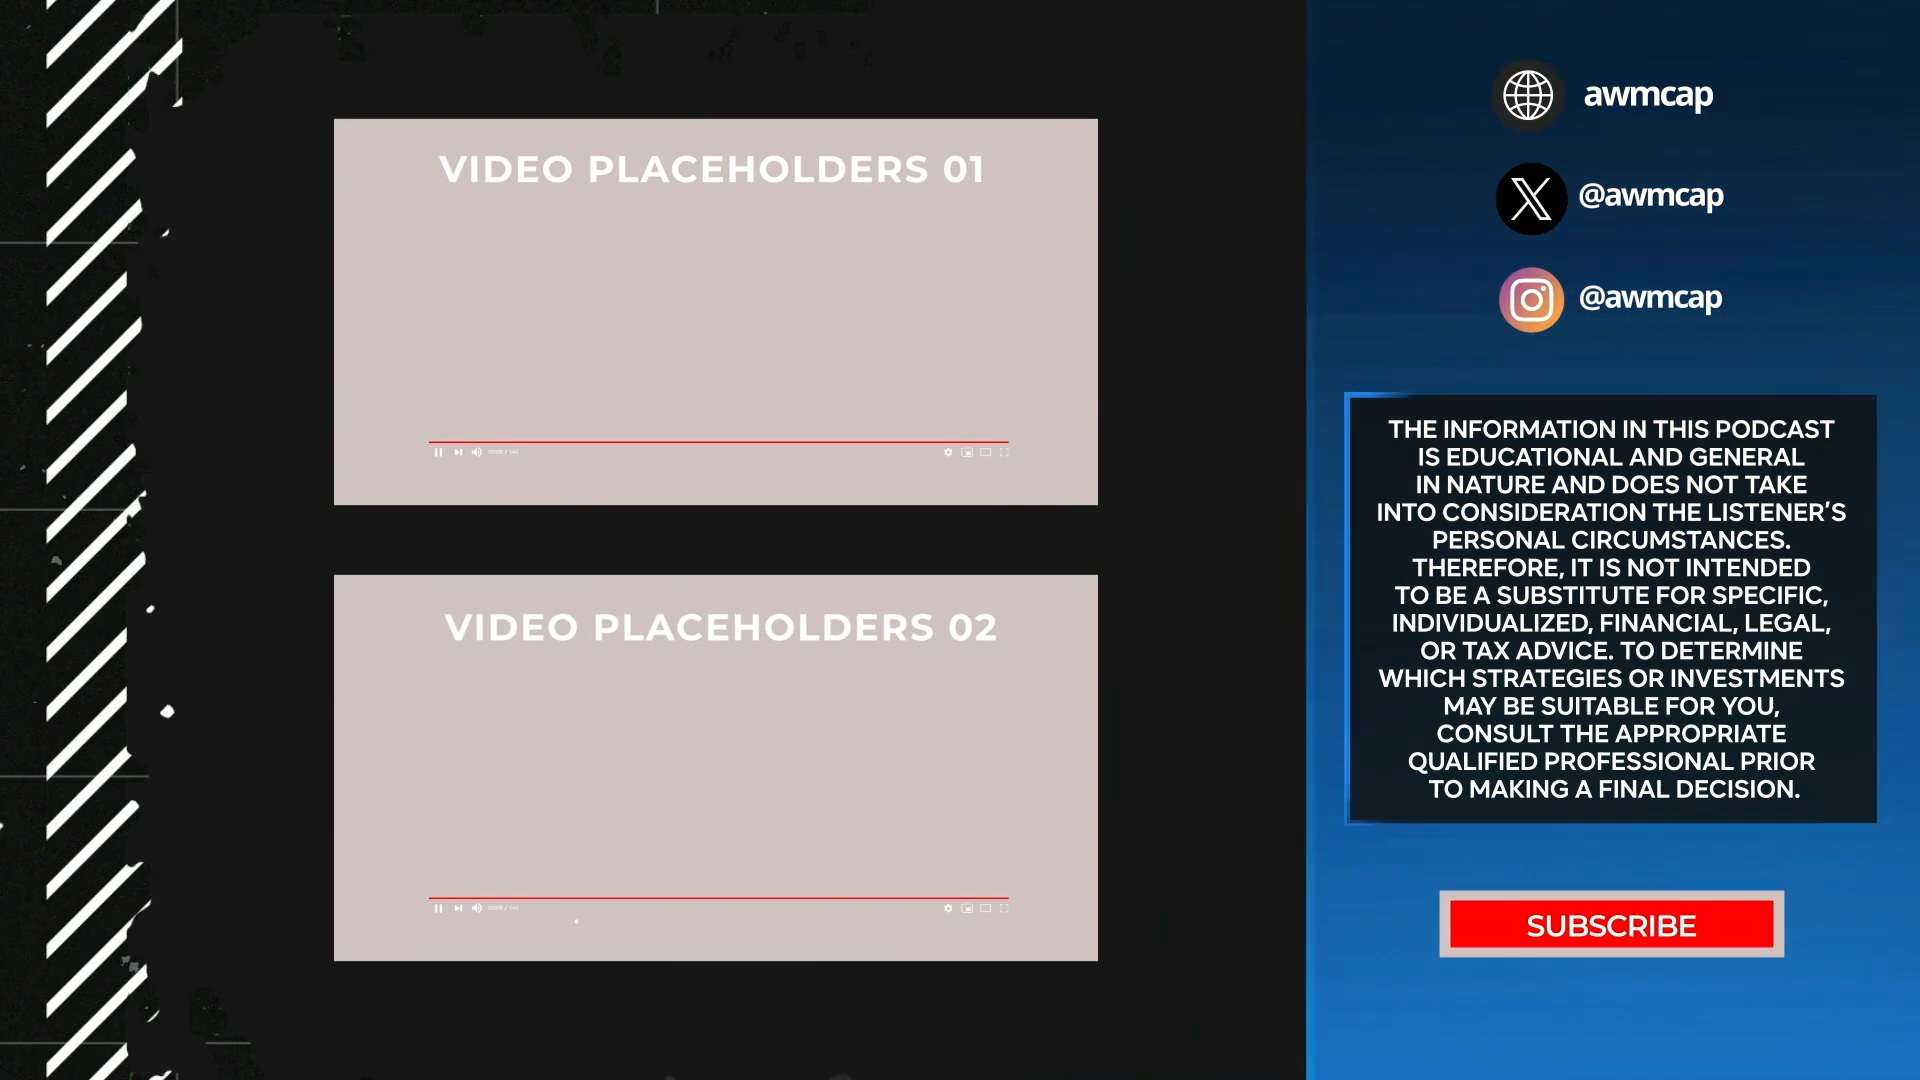 VIDEO PLACEHOLDERS 01
VIDEO PLACEHOLDERS 02
awmcap
@awmcap
@awmcap
THE INFORMATION IN THIS PODCAST
IS EDUCATIONAL AND GENERAL
IN NATURE AND DOES NOT TAKE
INTO CONSIDERATION THE LISTENER'S
PERSONAL CIRCUMSTANCES.
THEREFORE, IT IS NOT INTENDED
TO BE A SUBSTITUTE FOR SPECIFIC,
INDIVIDUALIZED, FINANCIAL, LEGAL,
OR TAX ADVICE. TO DETERMINE
WHICH STRATEGIES OR INVESTMENTS
MAY BE SUITABLE FOR YOU,
CONSULT THE APPROPRIATE
QUALIFIED PROFESSIONAL PRIOR
TO MAKING A FINAL DECISION.
SUBSCRIBE